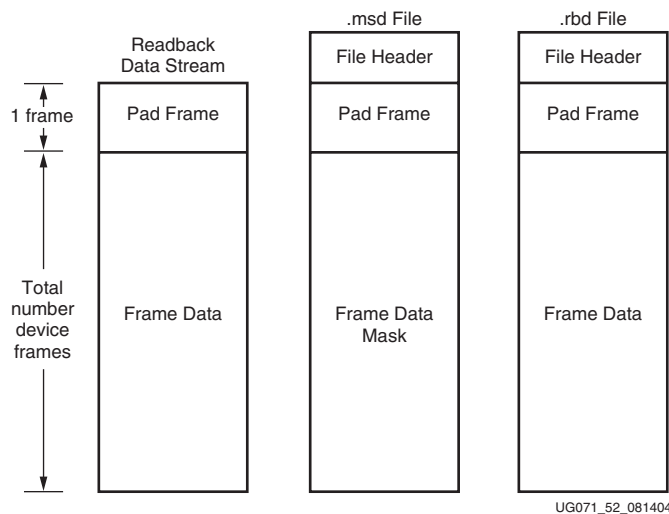 Readback
Data Stream
.msd File
.rbd File
File Header
File Header
1 frame
Pad Frame
Pad Frame
Pad Frame
Total
number
device
frames
Frame Data
Frame Data
Mask
Frame Data
UG071_52_081404